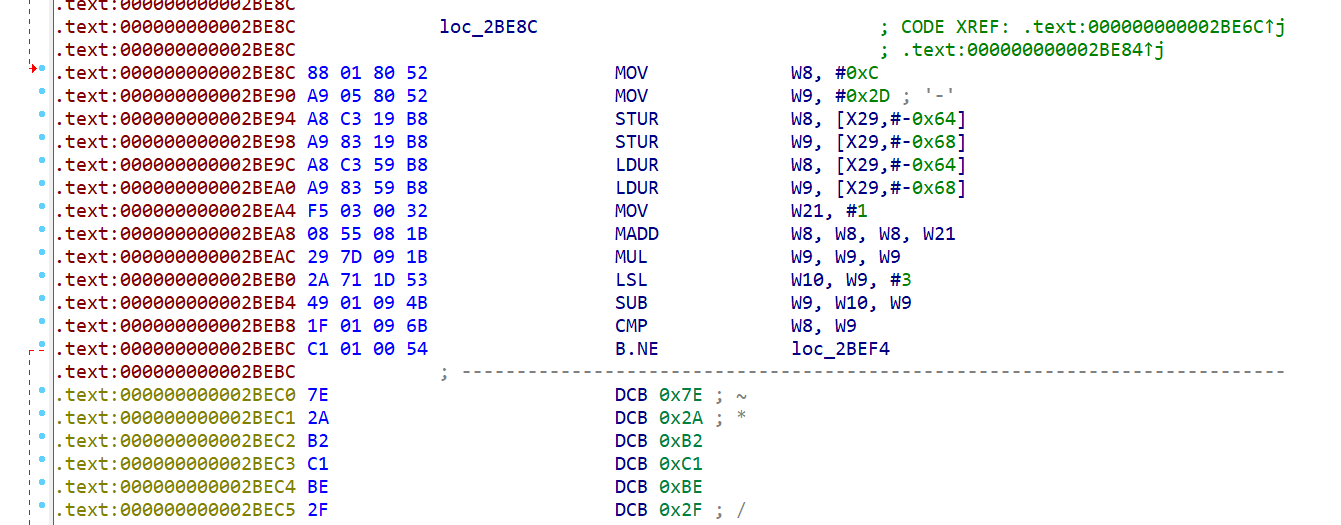 .text:000000000002BE8C
.text:000000000002BE8C loc_2BE8C ; CODE XREF: .text:000000000002BE6C↑j
.text:000000000002BE8C ; .text:000000000002BE84↑j
.text:000000000002BE8C 88 01 80 52 MOV W8, #0xC
.text:000000000002BE90 A9 05 80 52 MOV W9, #0x2D ; '-'
.text:000000000002BE94 A8 C3 19 B8 STUR W8, [X29,#-0x64]
.text:000000000002BE98 A9 83 19 B8 STUR W9, [X29,#-0x68]
.text:000000000002BE9C A8 C3 59 B8 LDUR W8, [X29,#-0x64]
.text:000000000002BEA0 A9 83 59 B8 LDUR W9, [X29,#-0x68]
.text:000000000002BEA4 F5 03 00 32 MOV W21, #1
.text:000000000002BEA8 08 55 08 1B MADD W8, W8, W8, W21
.text:000000000002BEAC 29 7D 09 1B MUL W9, W9, W9
.text:000000000002BEB0 2A 71 1D 53 LSL W10, W9, #3
.text:000000000002BEB4 49 01 09 4B SUB W9, W10, W9
.text:000000000002BEB8 1F 01 09 6B CMP W8, W9
.text:000000000002BEBC C1 01 00 54 B.NE loc_2BEF4
.text:000000000002BEBC ; ---------------------------------------------------------------------------
.text:000000000002BEC0 7E DCB 0x7E ; ~
.text:000000000002BEC1 2A DCB 0x2A ; *
.text:000000000002BEC2 B2 DCB 0xB2
.text:000000000002BEC3 C1 DCB 0xC1
.text:000000000002BEC4 BE DCB 0xBE
.text:000000000002BEC5 2F DCB 0x2F ; /